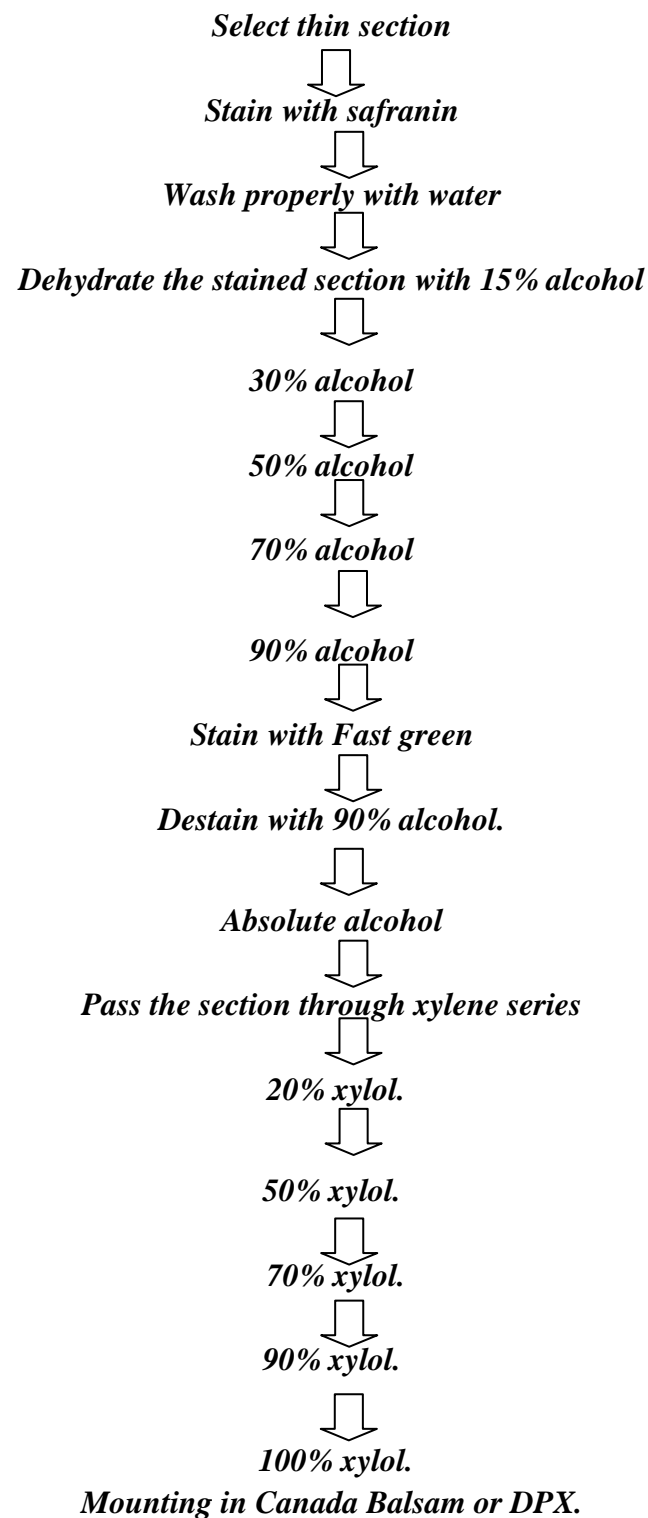 Select thin section
Stain with safranin
Wash properly with water
Dehydrate the stained section with 15% alcohol
30% alcohol
50% alcohol
70% alcohol
90% alcohol
Stain with Fast green
Destain with 90% alcohol.
Absolute alcohol
Pass the section through xylene series
20% xylol.
50% xylol.
70% xylol.
90% xylol.
100% xylol.
Mounting in Canada Balsam or DPX.